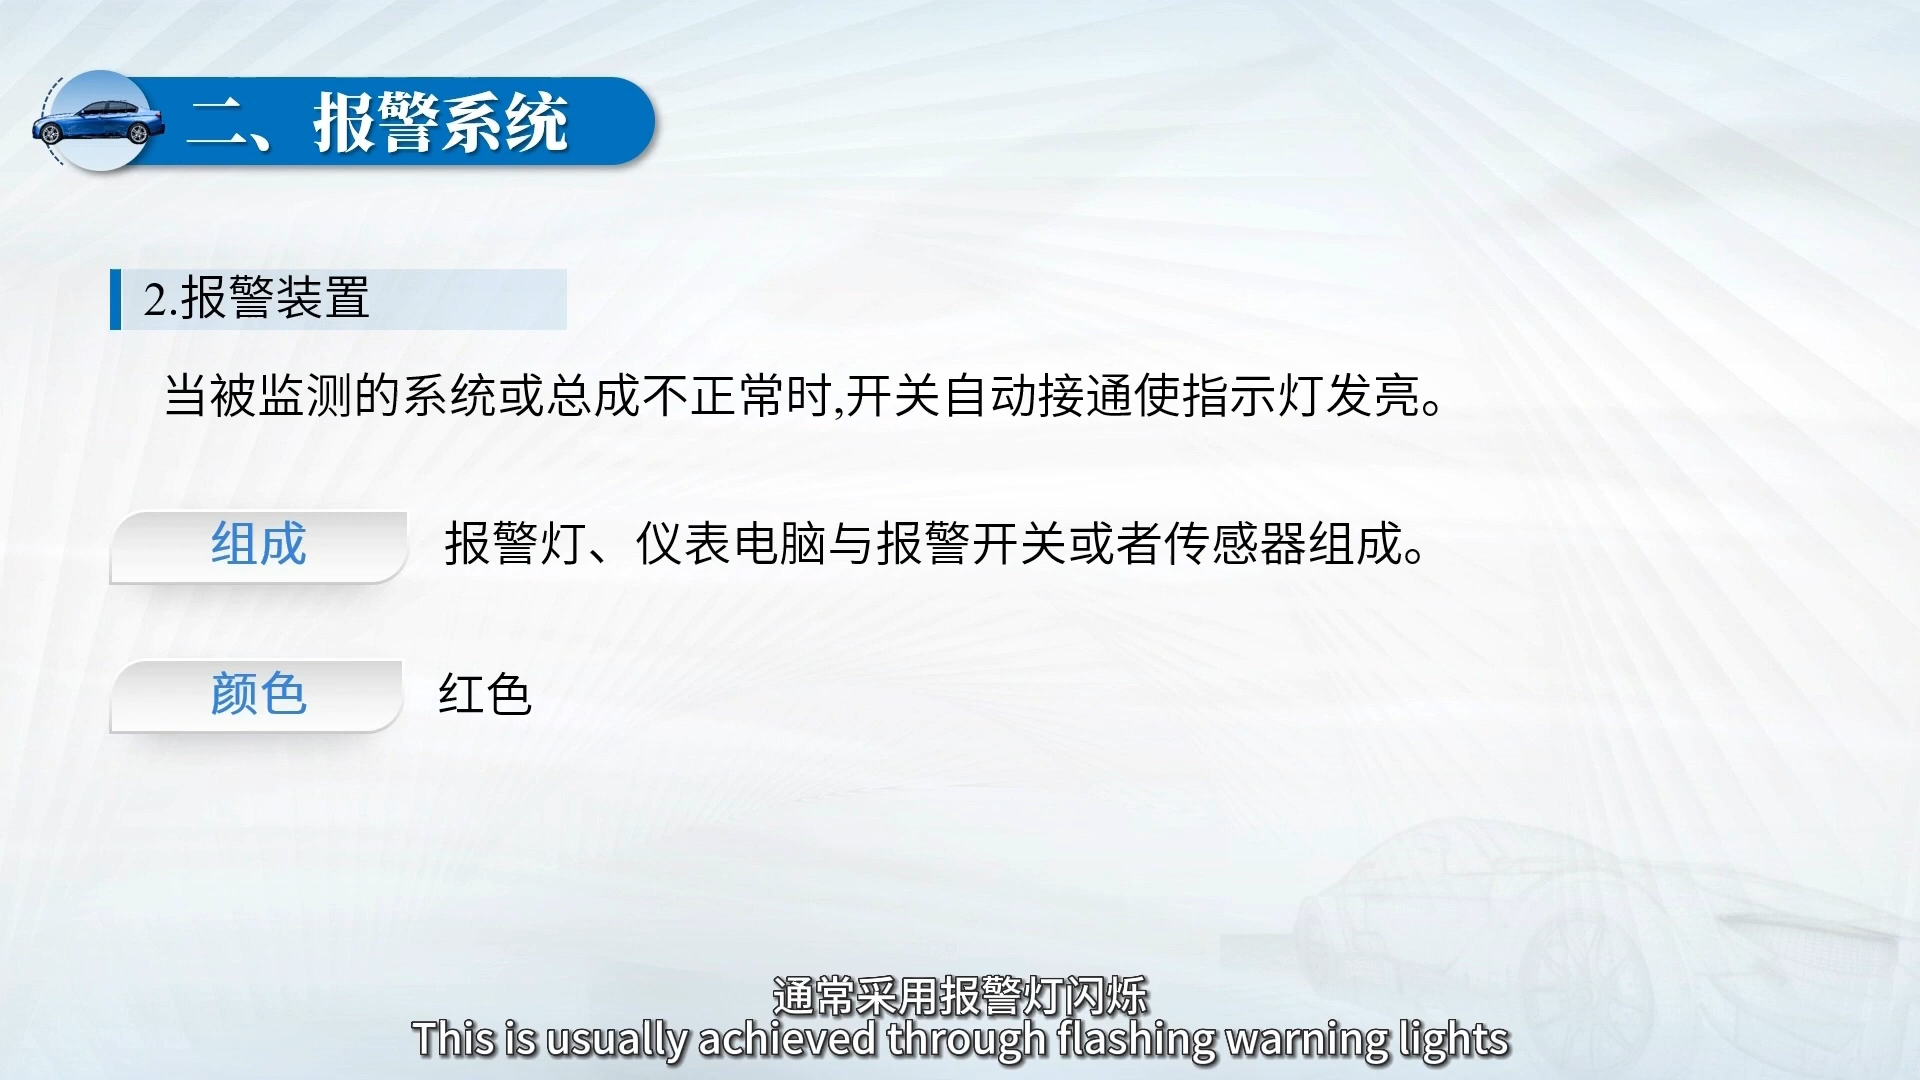 二、报警系统
2.报警装置
当被监测的系统或总成不正常时,开关自动接通使指示灯发亮。
组成
报警灯、仪表电脑与报警开关或者传感器组成。
颜色
红色
通常采用报警灯闪烁
This is usually achieved through flashing warning lights